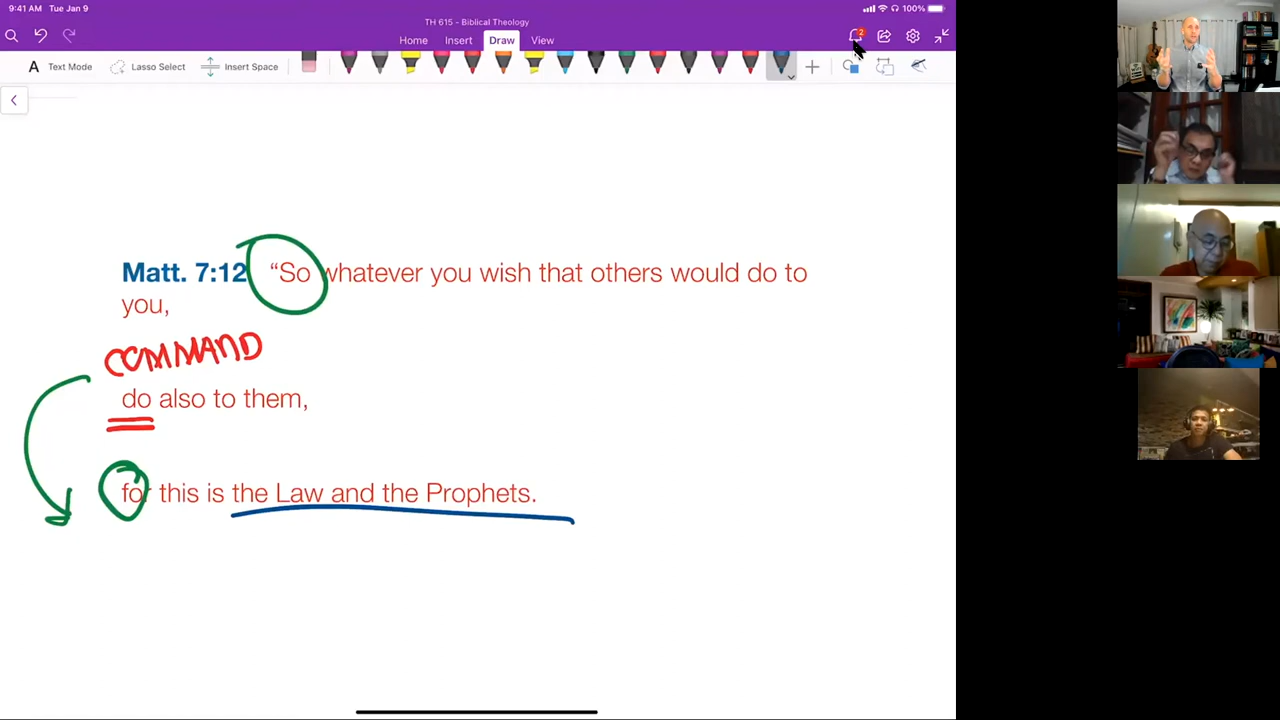 9:41 AM Tue Jan 9
100%
TH 615 - Biblical Theology
Home Insert Draw View
2
A Text Mode Lasso Select Insert Space
Matt. 7:12 “So whatever you wish that others would do to
you,
COMMAND
do also to them,
for this is the Law and the Prophets.